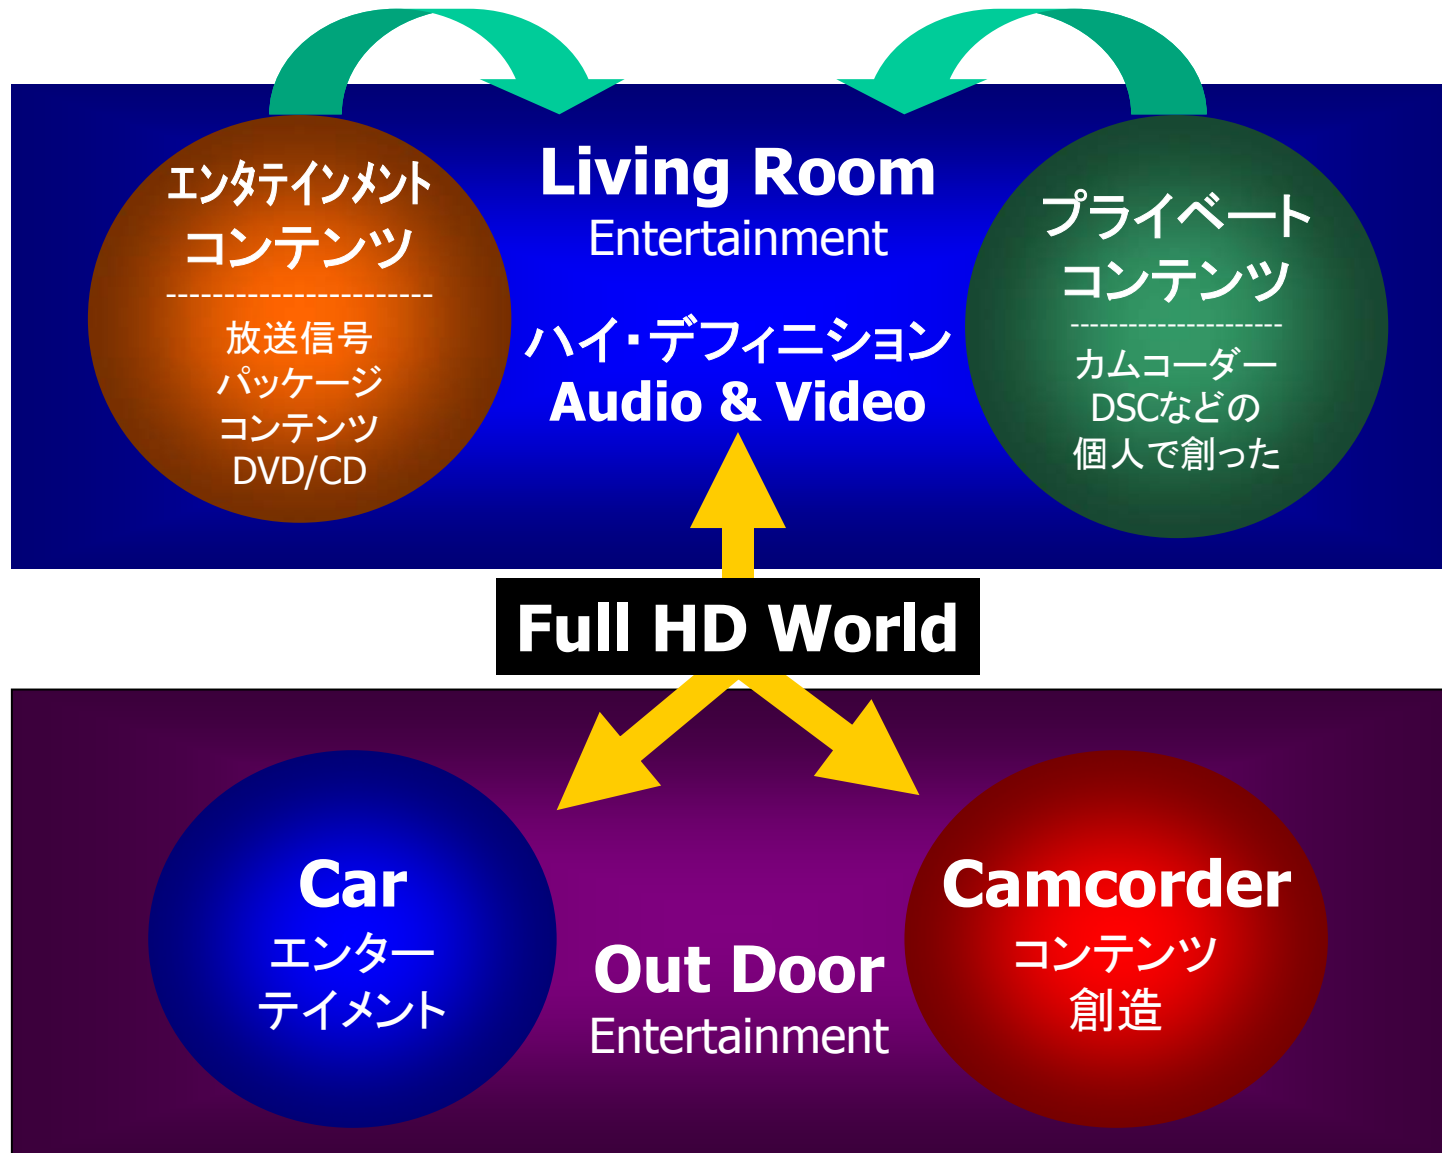 エンタテインメント
コンテンツ
-----------------------
放送信号
パッケージ
コンテンツ
DVD/CD
Living Room
Entertainment
ハイ・デフィニション
Audio & Video
プライベート
コンテンツ
----------------------
カムコーダー
DSCなどの
個人で創った
Full HD World
Car
エンター
テイメント
Out Door
Entertainment
Camcorder
コンテンツ
創造